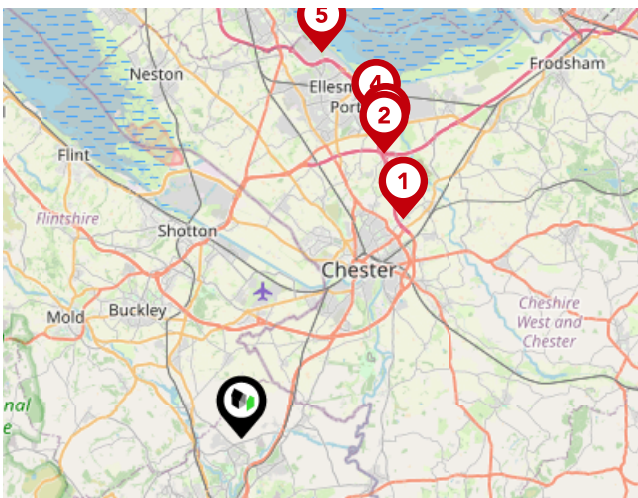 5
Neston
Frodsham
4
Ellesm
Port
2
Flint
1
Flintshire
Shotton
Chester
Cheshire
West and
Chester
Mold
Buckley
nal
e